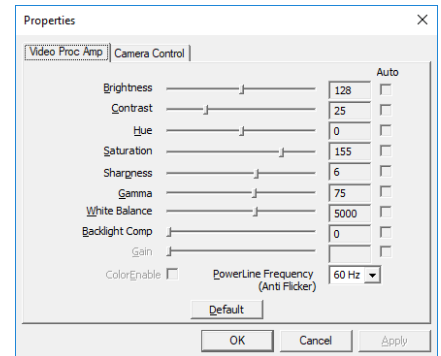 Properties
Video Proc Amp Camera Control
Auto
Brightness 128
Contrast 25
Hue 0
Saturation 155
Sharpness 6
Gamma 75
White Balance 5000
Backlight Comp 0
Gain
ColorEnable PowerLine Frequency 60 Hz
(Anti Flicker)
Default
OK Cancel Apply